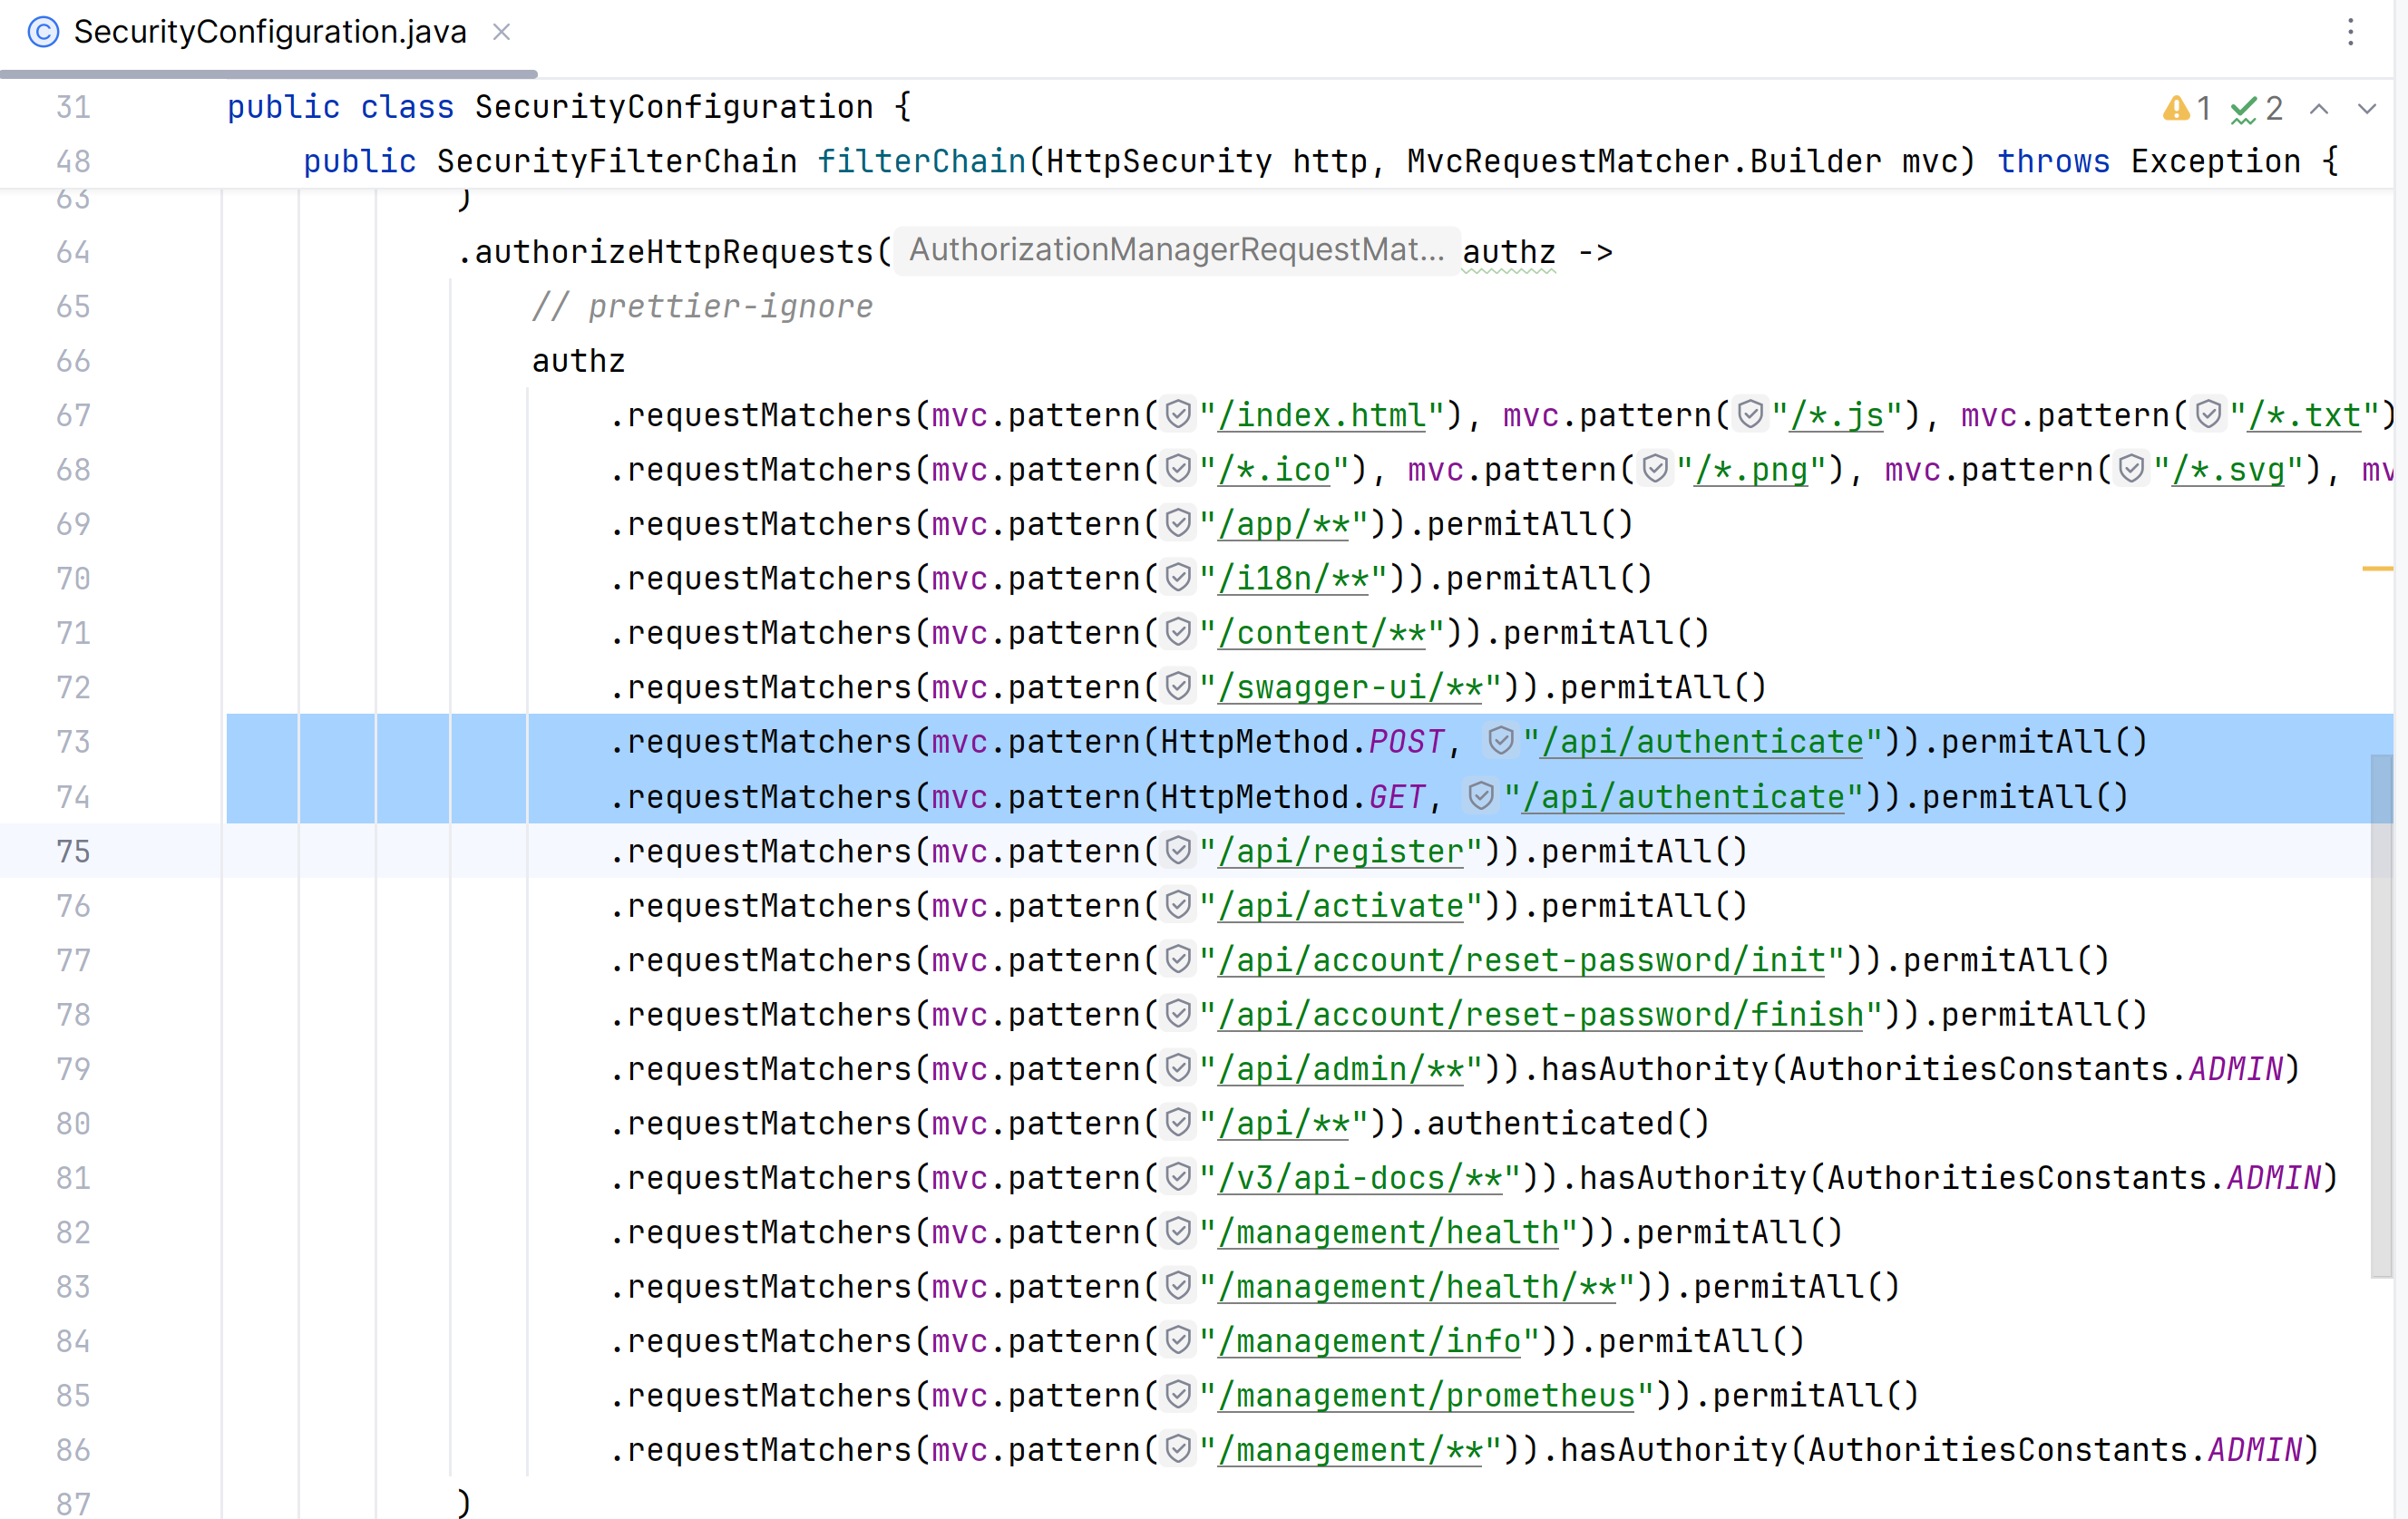 SecurityConfiguration.java
31 public class SecurityConfiguration { 1 2
48 public SecurityFilterChain filterChain(HttpSecurity http, MvcRequestMatcher.Builder mvc) throws Exception {
63 )
64 .authorizeHttpRequests( AuthorizationManagerRequestMat... authz ->
65 // prettier-ignore
66 authz
67 .requestMatchers(mvc.pattern("/index.html"), mvc.pattern("/*.js"), mvc.pattern("/*.txt")
68 .requestMatchers(mvc.pattern("/*.ico"), mvc.pattern("/*.png"), mvc.pattern("/*.svg"), mv
69 .requestMatchers(mvc.pattern("/app/**")).permitAll()
70 .requestMatchers(mvc.pattern("/i18n/**")).permitAll()
71 .requestMatchers(mvc.pattern("/content/**")).permitAll()
72 .requestMatchers(mvc.pattern("/swagger-ui/**")).permitAll()
73 .requestMatchers(mvc.pattern(HttpMethod.POST, "/api/authenticate")).permitAll()
74 .requestMatchers(mvc.pattern(HttpMethod.GET, "/api/authenticate")).permitAll()
75 .requestMatchers(mvc.pattern("/api/register")).permitAll()
76 .requestMatchers(mvc.pattern("/api/activate")).permitAll()
77 .requestMatchers(mvc.pattern("/api/account/reset-password/init")).permitAll()
78 .requestMatchers(mvc.pattern("/api/account/reset-password/finish")).permitAll()
79 .requestMatchers(mvc.pattern("/api/admin/**")).hasAuthority(AuthoritiesConstants.ADMIN)
80 .requestMatchers(mvc.pattern("/api/**")).authenticated()
81 .requestMatchers(mvc.pattern("/v3/api-docs/**")).hasAuthority(AuthoritiesConstants.ADMIN)
82 .requestMatchers(mvc.pattern("/management/health")).permitAll()
83 .requestMatchers(mvc.pattern("/management/health/**")).permitAll()
84 .requestMatchers(mvc.pattern("/management/info")).permitAll()
85 .requestMatchers(mvc.pattern("/management/prometheus")).permitAll()
86 .requestMatchers(mvc.pattern("/management/**")).hasAuthority(AuthoritiesConstants.ADMIN)
87 )